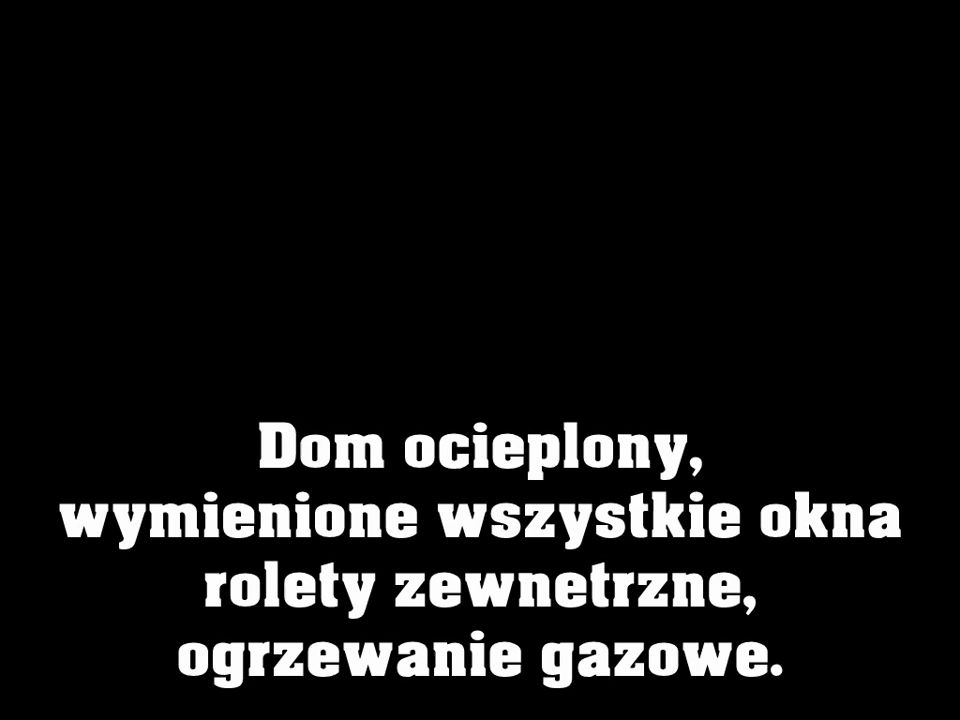 Dom ocieplony,
wymienione wszystkie okna
rolety zewnetrzne,
ogrzewanie gazowe.